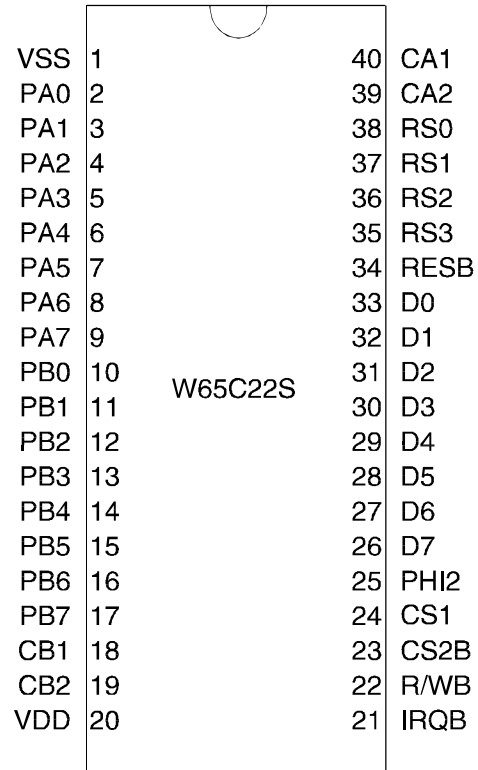 VSS 1 40 CA1
PA0 2 39 CA2
PA1 3 38 RS0
PA2 4 37 RS1
PA3 5 36 RS2
PA4 6 35 RS3
PA5 7 34 RESB
PA6 8 33 D0
PA7 9 32 D1
PB0 10 31 D2
W65C22S
PB1 11 30 D3
PB2 12 29 D4
PB3 13 28 D5
PB4 14 27 D6
PB5 15 26 D7
PB6 16 25 PHI2
PB7 17 24 CS1
CB1 18 23 CS2B
CB2 19 22 R/WB
VDD 20 21 IRQB